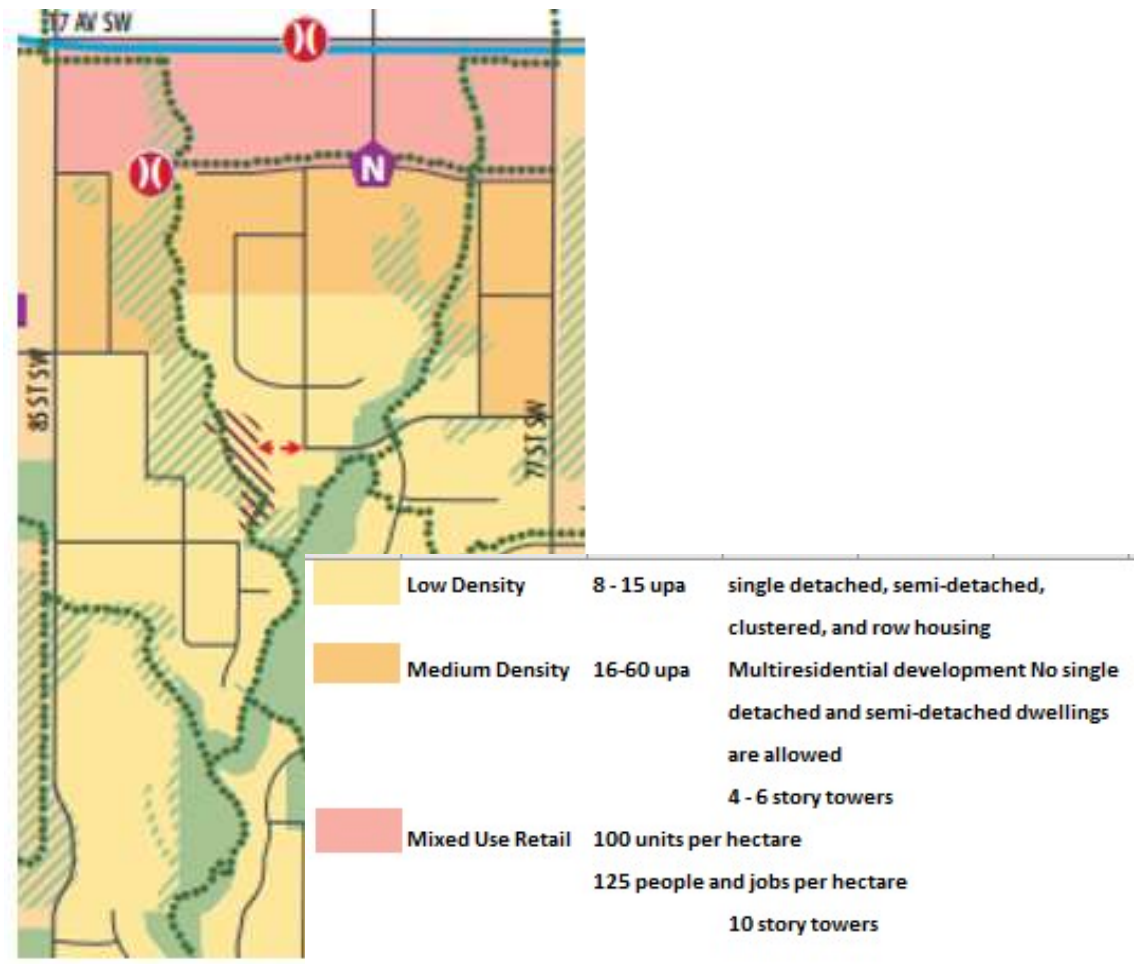 17 AV SW
N
85 ST SW
77 ST SW
Low Density 8 - 15 upa single detached, semi-detached,
clustered, and row housing
Medium Density 16-60 upa Multiresidential development No single
detached and semi-detached dwellings
are allowed
4 - 6 story towers
Mixed Use Retail 100 units per hectare
125 people and jobs per hectare
10 story towers